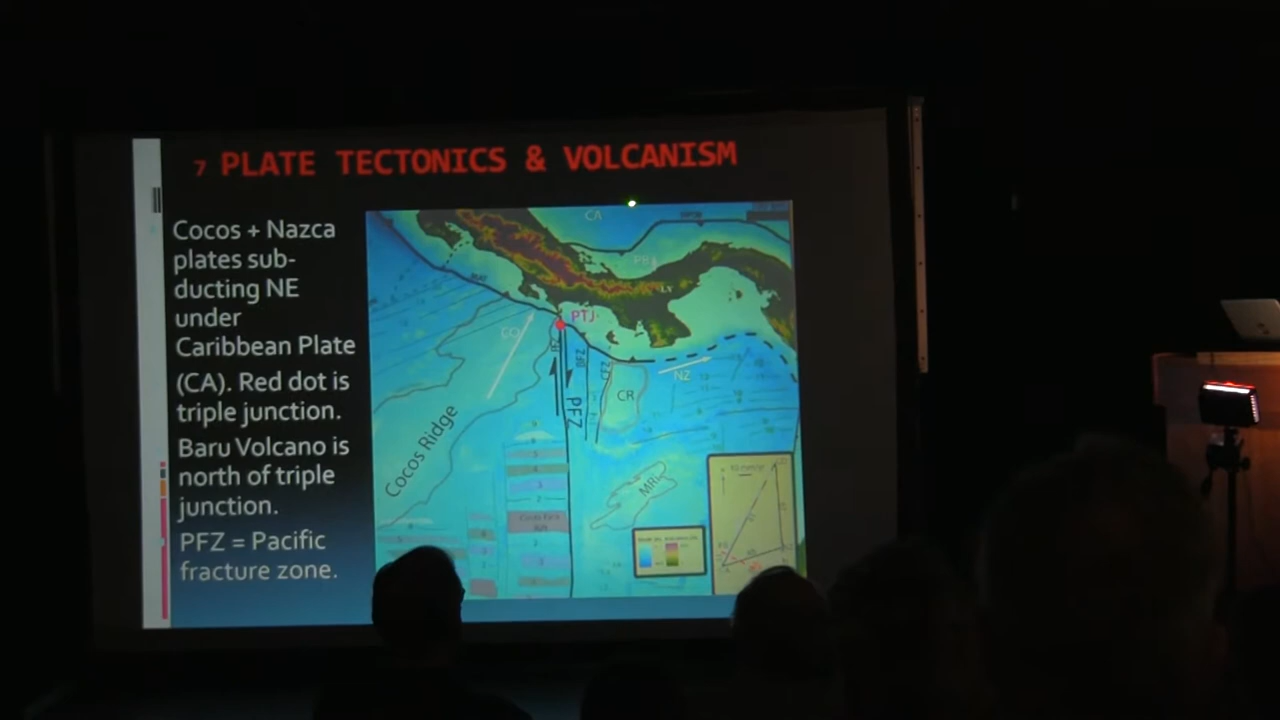 7 PLATE TECTONICS & VOLCANISM
Cocos + Nazca
plates sub-
ducting NE
under
Caribbean Plate
(CA). Red dot is
triple junction.
Baru Volcano is
north of triple
junction.
PFZ = Pacific
fracture zone.
CA
PTJ
CO
NZ
CR
PFZ
Cocos Ridge